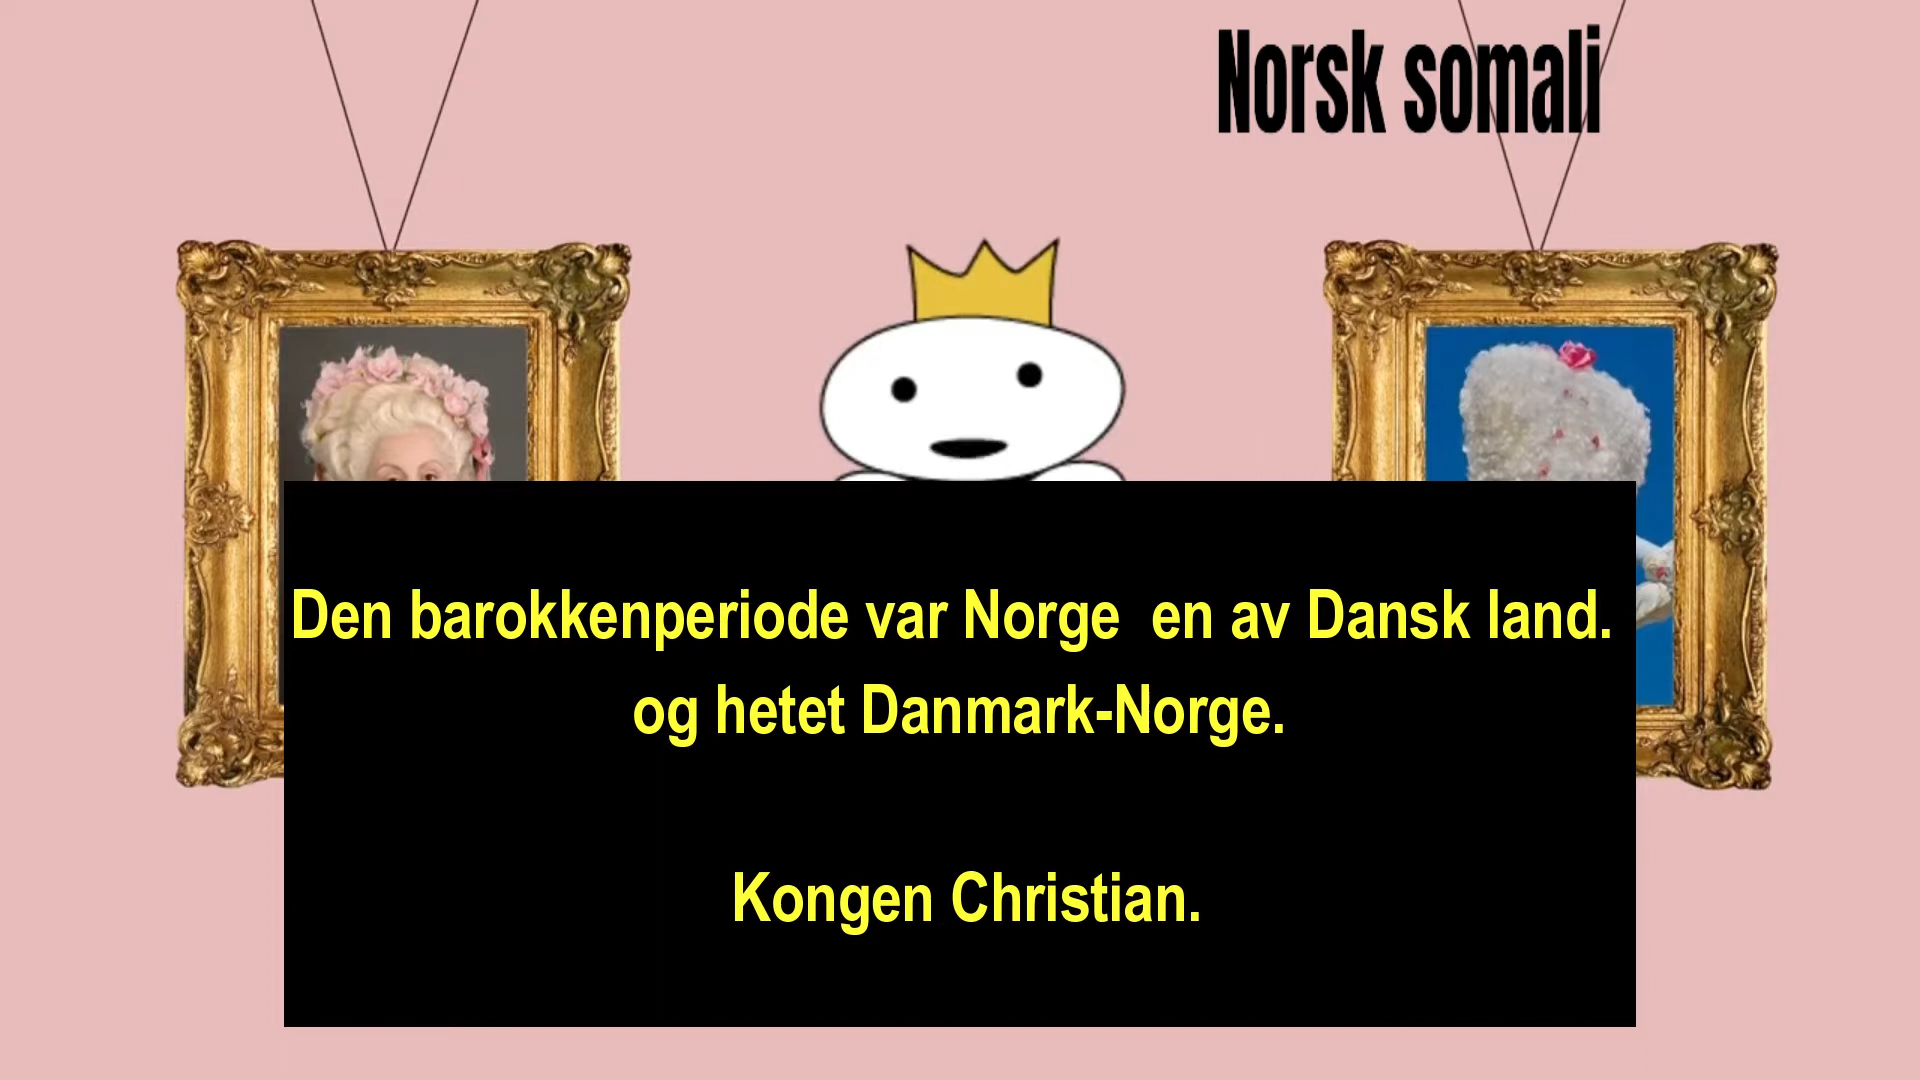 Norsk somali
Den barokkenperiode var Norge  en av Dansk land.
og hetet Danmark-Norge.
Kongen Christian.